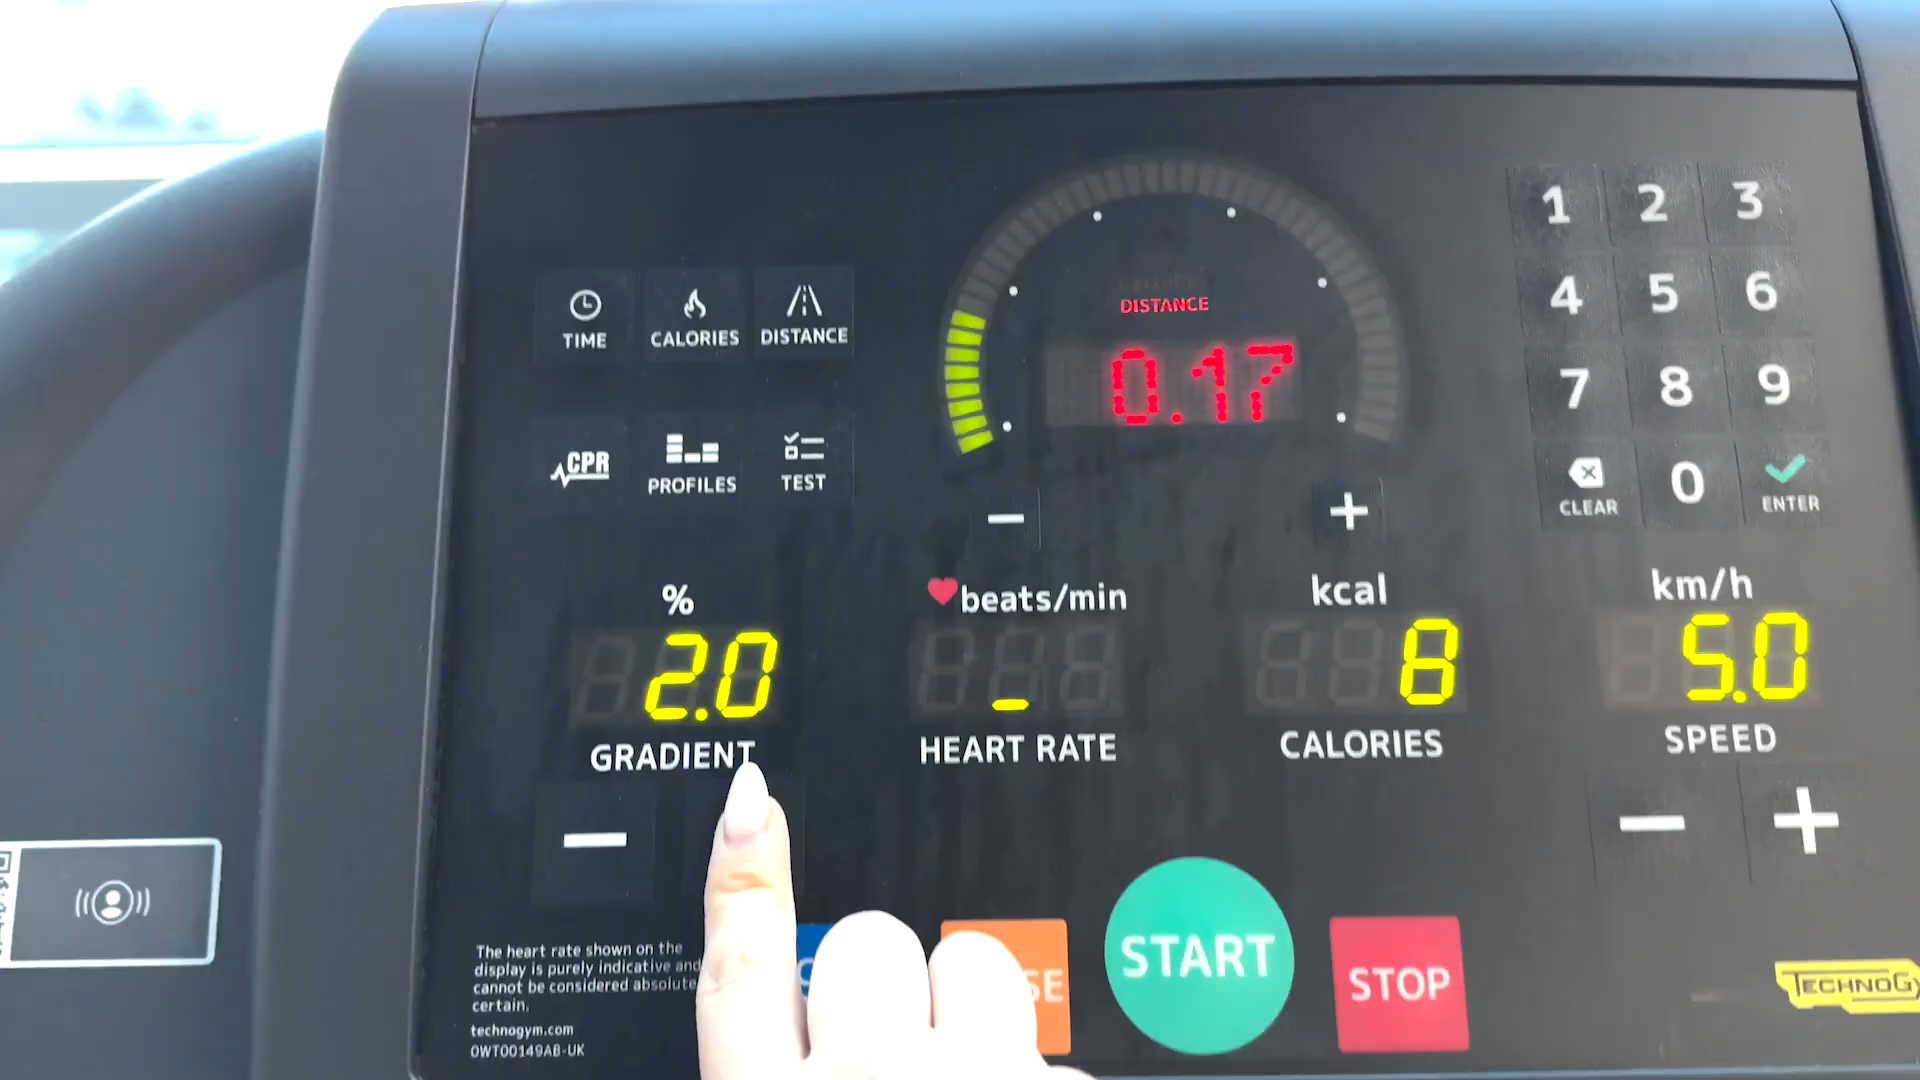 TIME
CALORIES
DISTANCE
CPR
PROFILES
TEST
DISTANCE
0.17
−
+
1 2 3
4 5 6
7 8 9
CLEAR 0 ENTER
%
2.0
GRADIENT
−
beats/min
HEART RATE
kcal
8
CALORIES
km/h
5.0
SPEED
− +
The heart rate shown on the
display is purely indicative and
cannot be considered absolute
certain.
technogym.com
0WT00149AB-UK
SE
START
STOP
TECHNOG